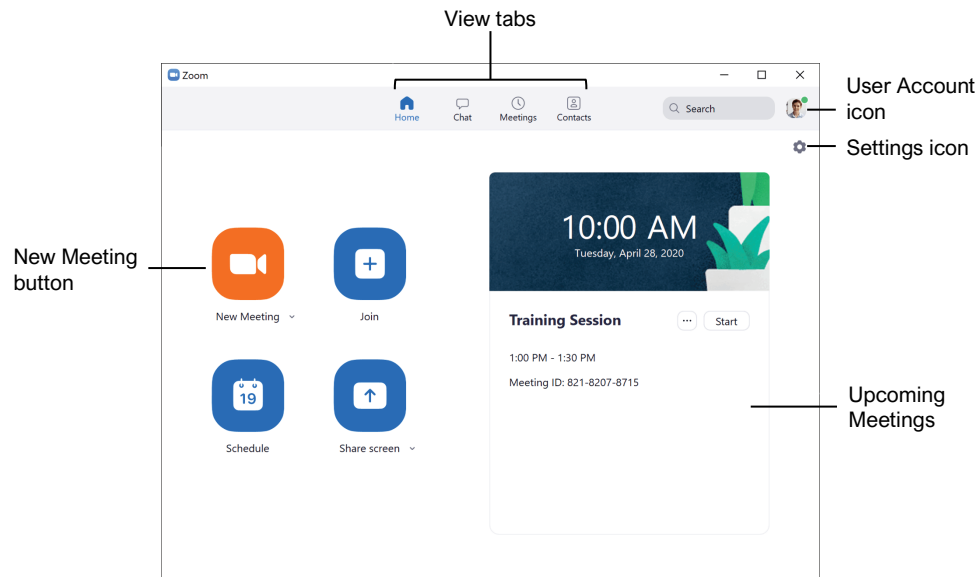 View tabs
Zoom
Home
Chat
Meetings
Contacts
Search
User Account
icon
Settings icon
10:00 AM
Tuesday, April 28, 2020
New Meeting
button
New Meeting
Join
Training Session
Start
1:00 PM - 1:30 PM
Meeting ID: 821-8207-8715
19
Upcoming
Meetings
Schedule
Share screen